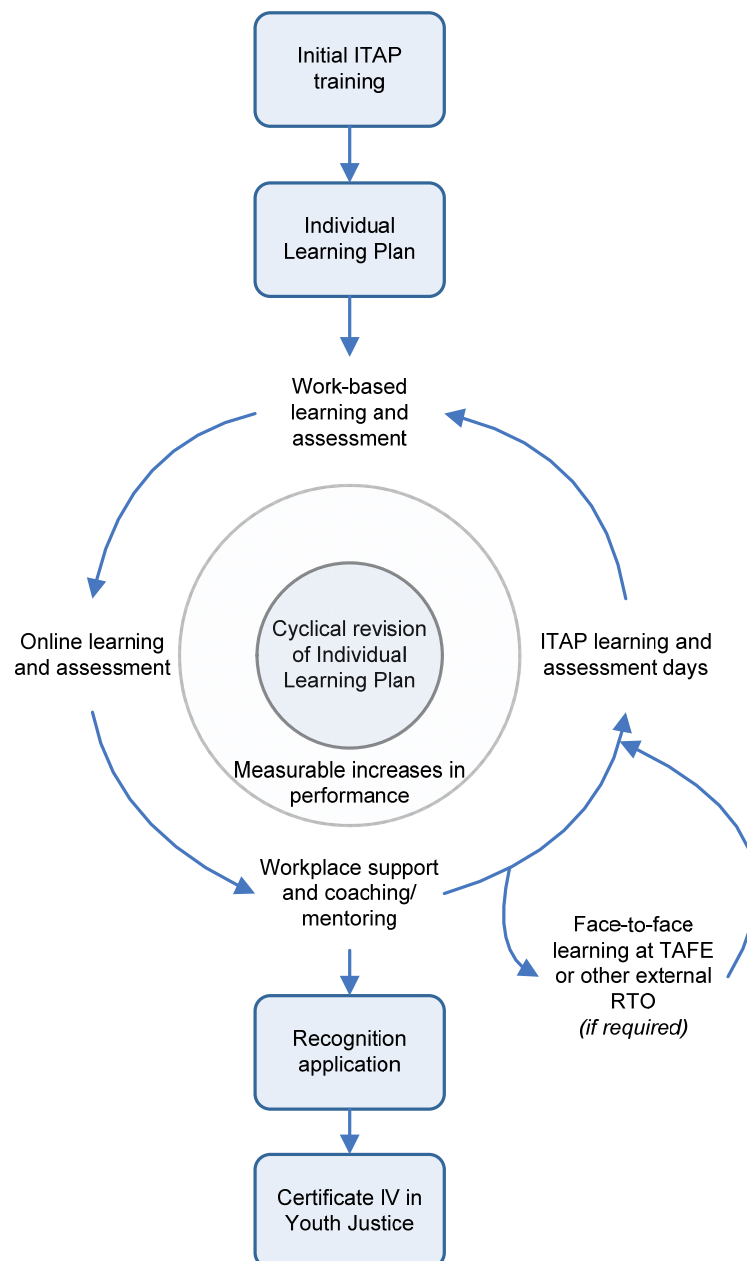 Initial ITAP
training
Individual
Learning Plan
Work-based
learning and
assessment
Online learning
and assessment
Cyclical revision
of Individual
Learning Plan
ITAP learning and
assessment days
Measurable increases in
performance
Workplace support
and coaching/
mentoring
Face-to-face
learning at TAFE
or other external
RTO
(if required)
Recognition
application
Certificate IV in
Youth Justice